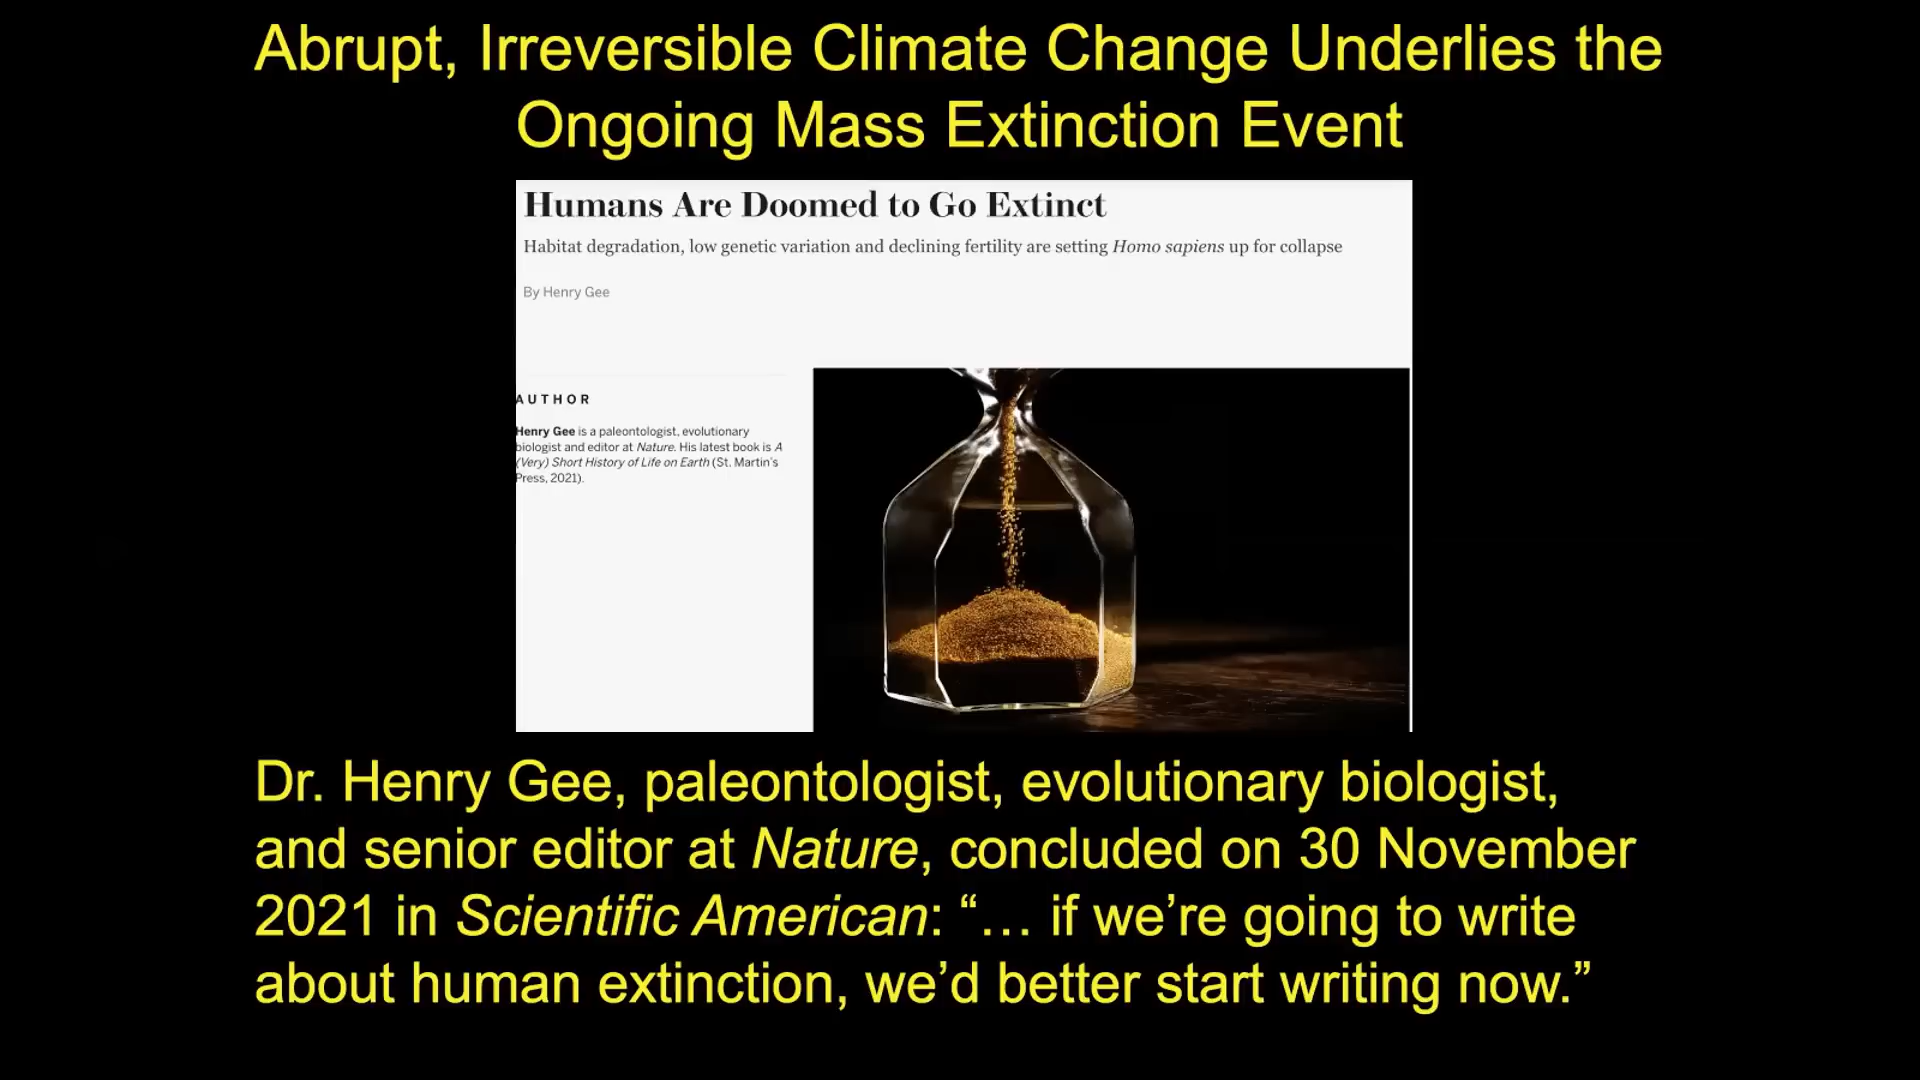 Abrupt, Irreversible Climate Change Underlies the
Ongoing Mass Extinction Event
Humans Are Doomed to Go Extinct
Habitat degradation, low genetic variation and declining fertility are setting Homo sapiens up for collapse
By Henry Gee
AUTHOR
Henry Gee is a paleontologist, evolutionary
biologist and editor at Nature. His latest book is A
(Very) Short History of Life on Earth (St. Martin's
Press, 2021).
Dr. Henry Gee, paleontologist, evolutionary biologist,
and senior editor at Nature, concluded on 30 November
2021 in Scientific American: “… if we’re going to write
about human extinction, we’d better start writing now.”